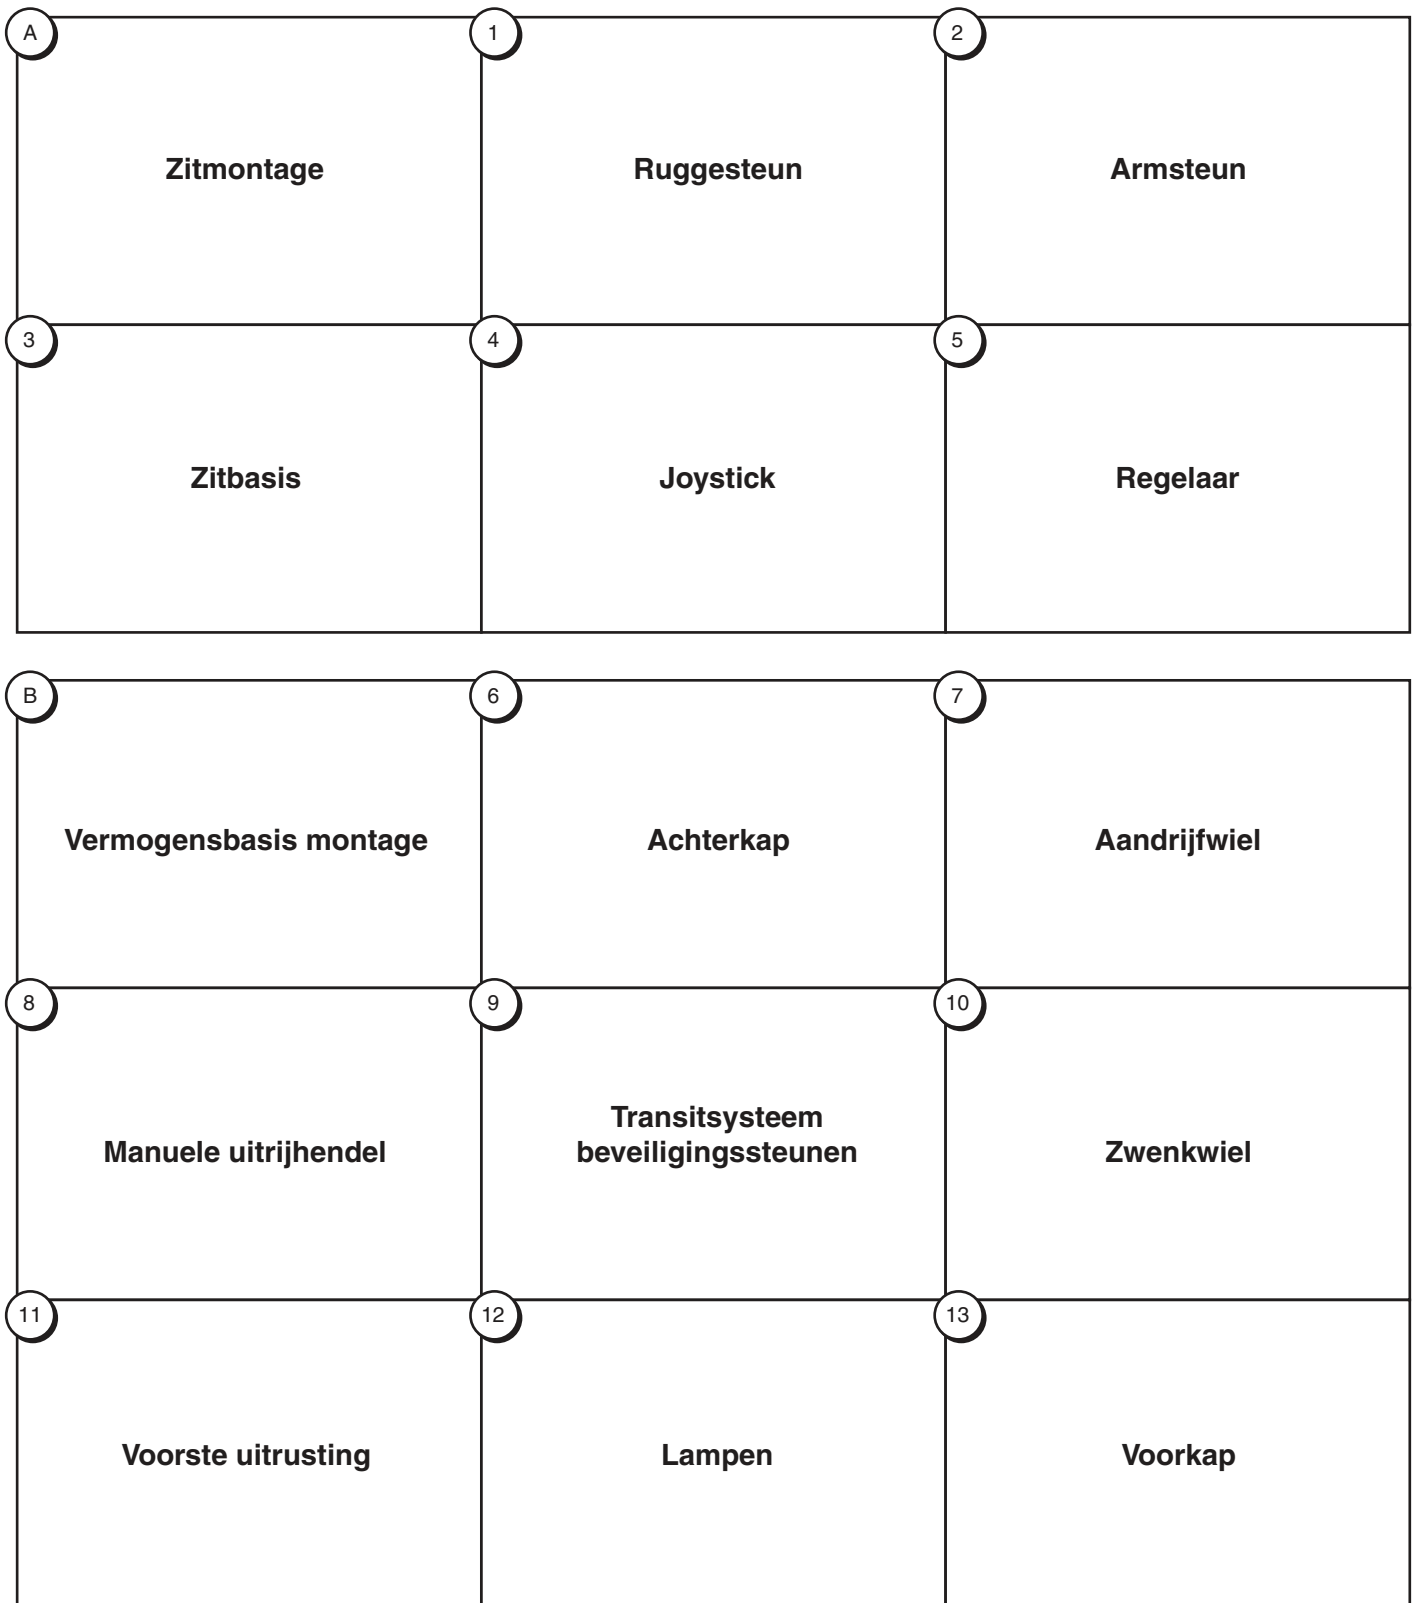 A
Zitmontage
1
Ruggesteun
2
Armsteun
3
Zitbasis
4
Joystick
5
Regelaar
B
Vermogensbasis montage
6
Achterkap
7
Aandrijfwiel
8
Manuele uitrijhendel
9
Transitsysteem
beveiligingssteunen
10
Zwenkwiel
11
Voorste uitrusting
12
Lampen
13
Voorkap